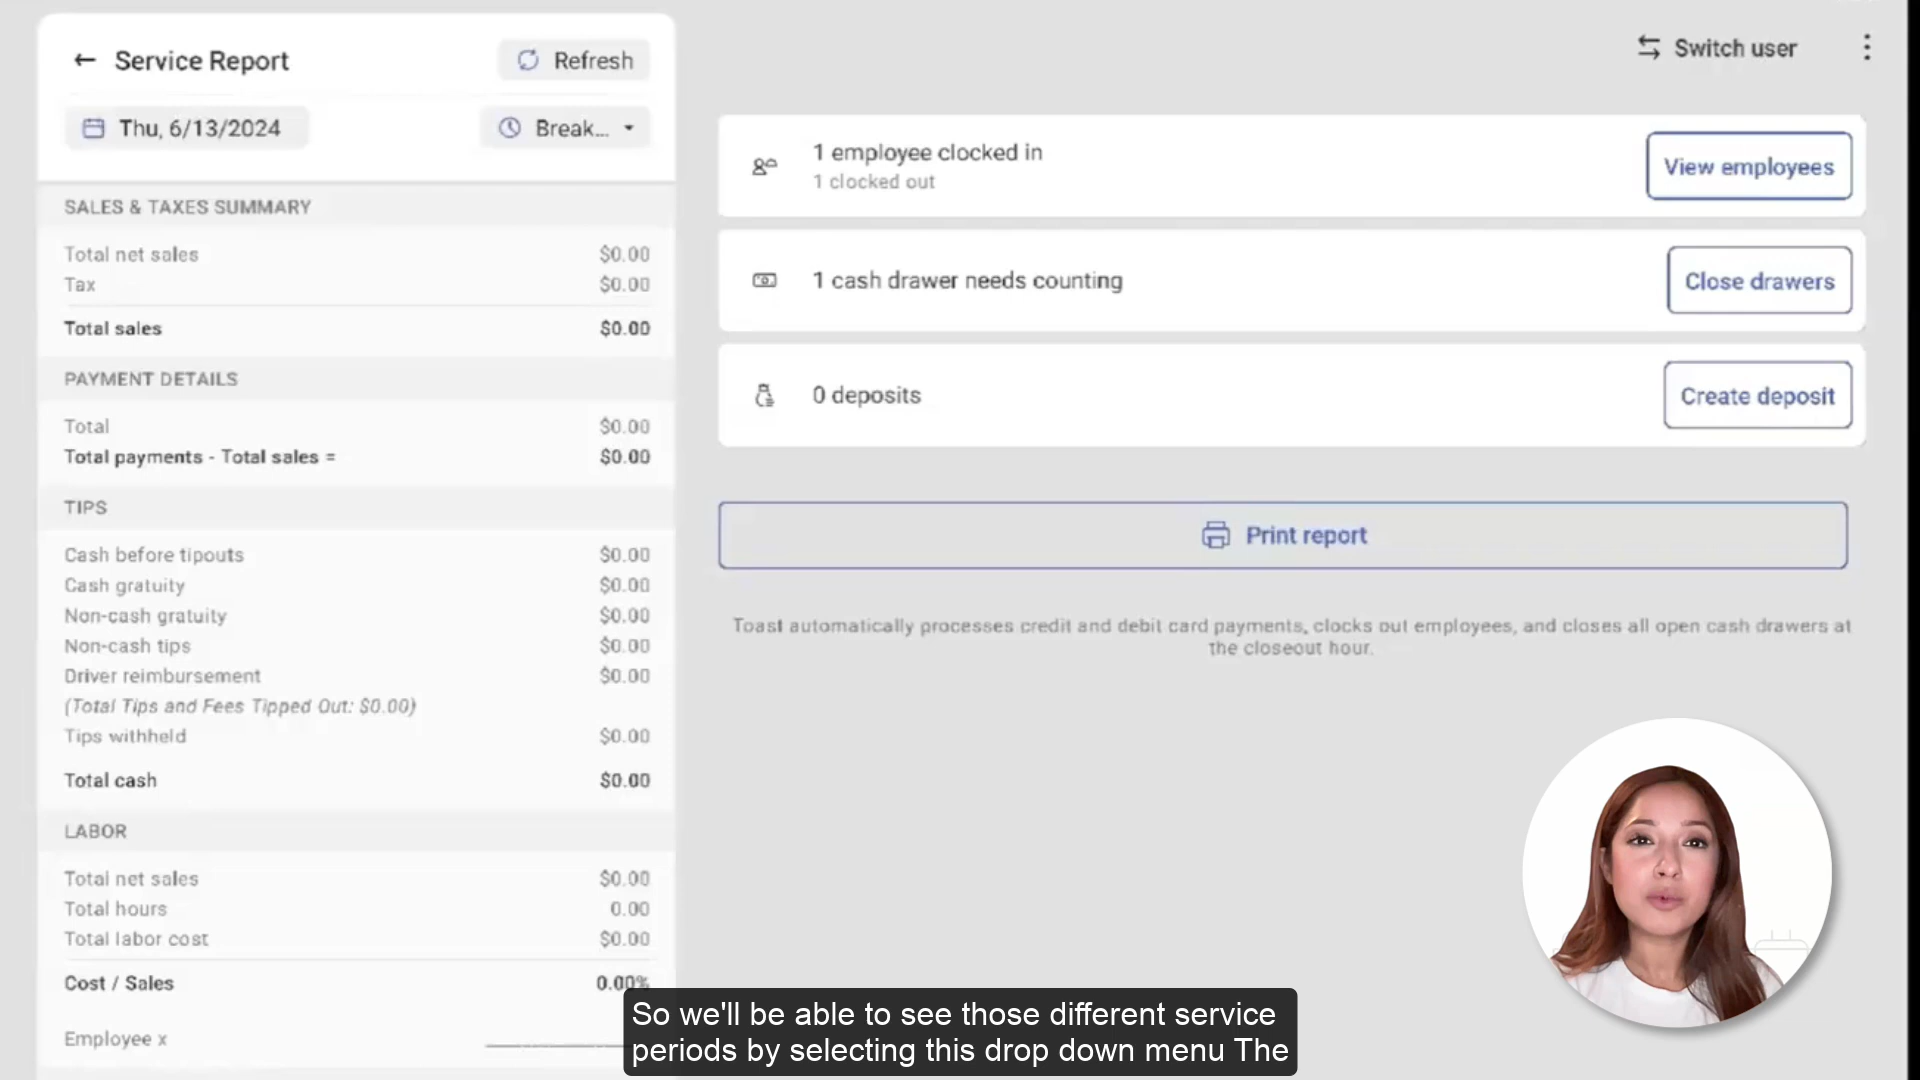 Service Report
Refresh
Thu, 6/13/2024
Break...
SALES & TAXES SUMMARY
Total net sales $0.00
Tax $0.00
Total sales $0.00
PAYMENT DETAILS
Total $0.00
Total payments - Total sales = $0.00
TIPS
Cash before tipouts $0.00
Cash gratuity $0.00
Non-cash gratuity $0.00
Non-cash tips $0.00
Driver reimbursement $0.00
(Total Tips and Fees Tipped Out: $0.00)
Tips withheld $0.00
Total cash $0.00
LABOR
Total net sales $0.00
Total hours 0.00
Total labor cost $0.00
Cost / Sales 0.00%
Employee x
Switch user
1 employee clocked in
1 clocked out
View employees
1 cash drawer needs counting
Close drawers
0 deposits
Create deposit
Print report
Toast automatically processes credit and debit card payments, clocks out employees, and closes all open cash drawers at
the closeout hour.
So we'll be able to see those different service
periods by selecting this drop down menu The